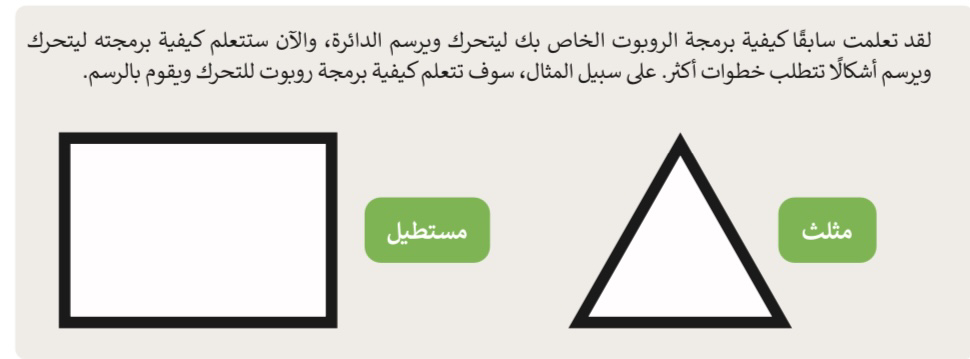 لقد تعلمت سابقًا كيفية برمجة الروبوت الخاص بك ليتحرك ويرسم الدائرة، والآن ستتعلم كيفية برمجته ليتحرك
ويرسم أشكالًا تتطلب خطوات أكثر. على سبيل المثال، سوف تتعلم كيفية برمجة روبوت للتحرك ويقوم بالرسم.
مثلث
مستطيل